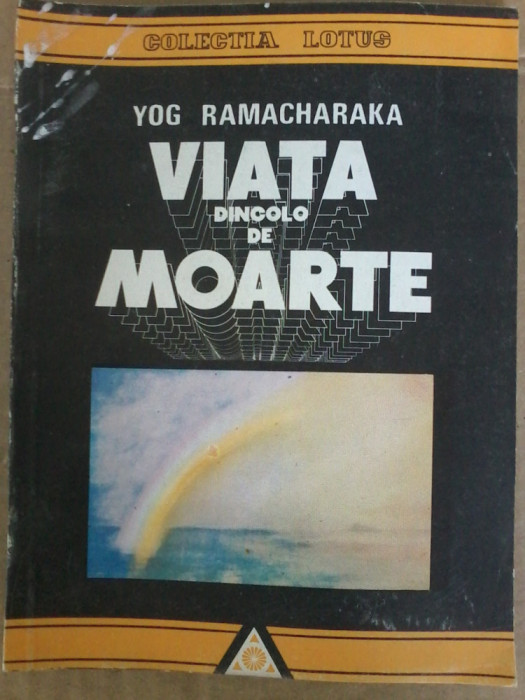 COLECTIA LOTUS
YOG RAMACHARAKA
VIATA
DINCOLO
DE
MOARTE